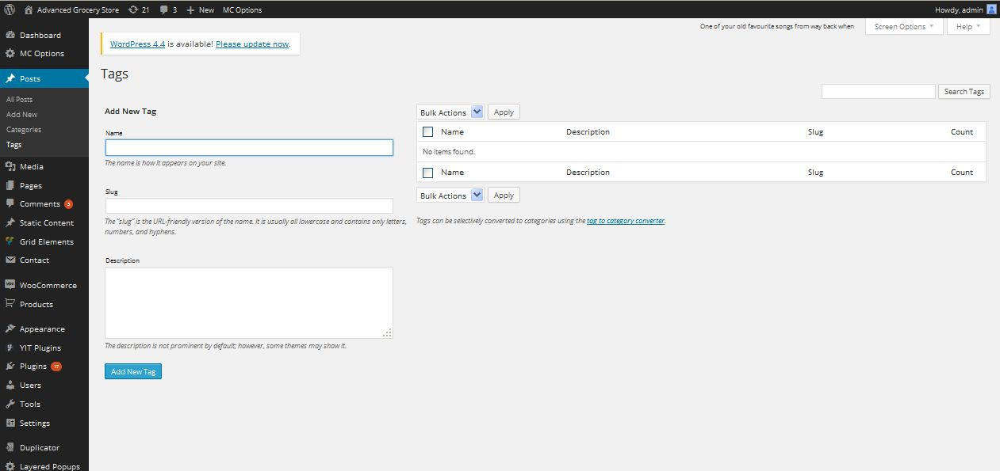 Advanced Grocery Store 21 3 New MC Options Howdy, admin
Dashboard
MC Options
Posts
All Posts
Add New
Categories
Tags
Media
Pages
Comments 3
Static Content
Grid Elements
Contact
WooCommerce
Products
Appearance
YIT Plugins
Plugins 17
Users
Tools
Settings
Duplicator
Layered Popups
One of your old favourite songs from way back when Screen Options Help
WordPress 4.4 is available! Please update now.
Tags
Search Tags
Add New Tag
Name
The name is how it appears on your site.
Slug
The “slug” is the URL-friendly version of the name. It is usually all lowercase and contains only letters,
numbers, and hyphens.
Description
The description is not prominent by default; however, some themes may show it.
Add New Tag
Bulk Actions Apply
Name Description Slug Count
No items found.
Name Description Slug Count
Bulk Actions Apply
Tags can be selectively converted to categories using the tag to category converter.